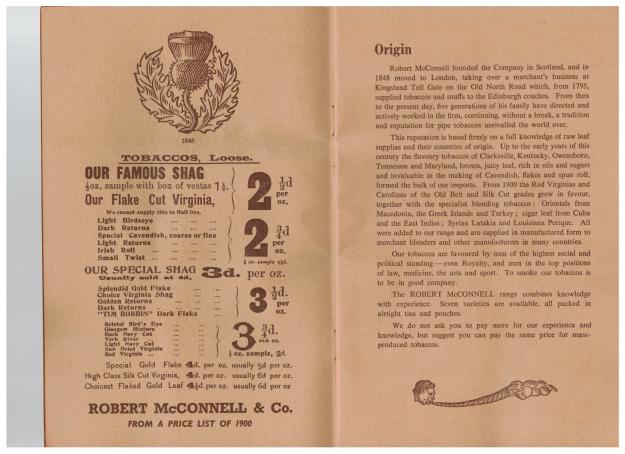 1848
TOBACCOS, Loose.
OUR FAMOUS SHAG
½oz, sample with box of vestas 1½.
Our Flake Cut Virginia,
2½d per oz.
We cannot supply this in Half Ozs.
Light Birdseye
Dark Returns
Special Cavendish, coarse or fine
Light Returns
Irish Roll
Small Twist
2¾d oz.
OUR SPECIAL SHAG 3d. per oz.
Usually sold at 4d,
Splendid Gold Flake
Choice Virginia Shag
Golden Returns
Dark Returns
"TIM BOBBIN" Dark Flake
3½d. per oz
Bristol Bird's Eye
Glasgow Mixture
Dark Navy Cut
York River
Light Navy Cut
Sun Dried Virginia
Red Virginia
3¾d. PER OZ.
½ oz. sample, 2d.
Special Gold Flake 4d. per oz. usually 6d per oz.
High Class Silk Cut Virginia, 4d. per oz. usually 6d per oz.
Choicest Flaked Gold Leaf 4½d. per oz usually 6d per oz
ROBERT McCONNELL & Co.
FROM A PRICE LIST OF 1900
Origin
Robert McConnell founded the Company in Scotland, and in
1848 moved to London, taking over a merchant's business at
Kingsland Toll Gate on the Old North Road which, from 1795,
supplied tobaccos and snuffs to the Edinburgh coaches. From then
to the present day, five generations of his family have directed and
actively worked in the firm, continuing, without a break, a tradition
and reputation for pipe tobaccos unrivalled the world over.
This reputation is based firmly on a full knowledge of raw leaf
supplies and their countries of origin. Up to the early years of this
century the flavoury tobaccos of Clarksville, Kentucky, Owensboro,
Tennessee and Maryland, brown, juicy leaf, rich in oils and sugars
and invaluable in the making of Cavendish, flakes and spun roll,
formed the bulk of our imports. From 1900 the Red Virginias and
Carolinas of the Old Belt and Silk Cut grades grew in favour,
together with the specialist blending tobaccos: Orientals from
Macedonia, the Greek Islands and Turkey; cigar leaf from Cuba
and the East Indies; Syrian Latakia and Louisiana Perique. All
were added to our range and are supplied in manufactured form to
merchant blenders and other manufacturers in many countries.
Our tobaccos are favoured by men of the highest social and
political standing — even Royalty, and men in the top positions
of law, medicine, the arts and sport. To smoke our tobaccos is
to be in good company.
The ROBERT McCONNELL range combines knowledge
with experience. Seven varieties are available, all packed in
airtight tins and pouches.
We do not ask you to pay more for our experience and
knowledge, but suggest you can pay the same price for mass-
produced tobaccos.